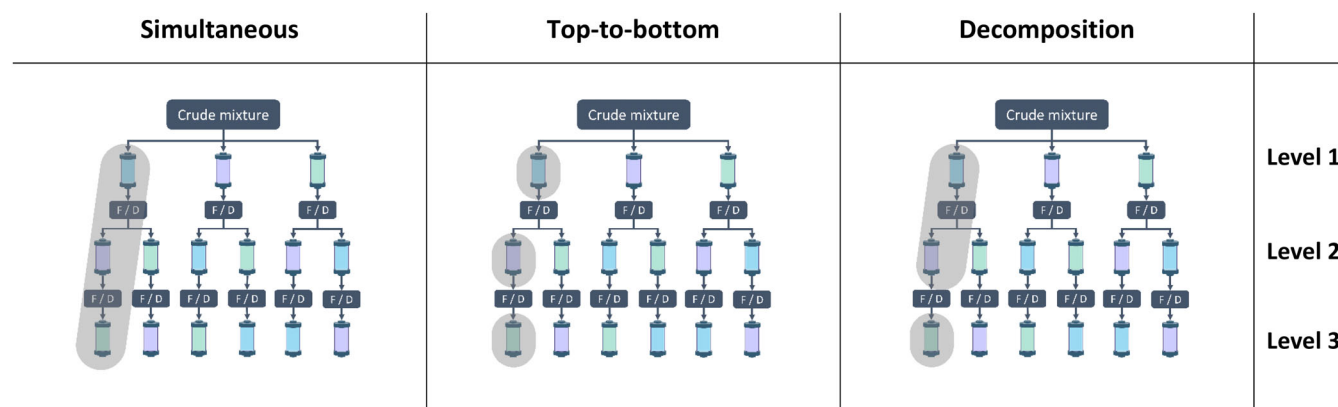 Simultaneous Top-to-bottom Decomposition
Crude mixture Crude mixture Crude mixture
Level 1
F / D F / D F / D F / D F / D F / D F / D F / D F / D
Level 2
F / D F / D F / D F / D F / D F / D F / D F / D F / D F / D F / D F / D F / D F / D F / D F / D F / D F / D
Level 3